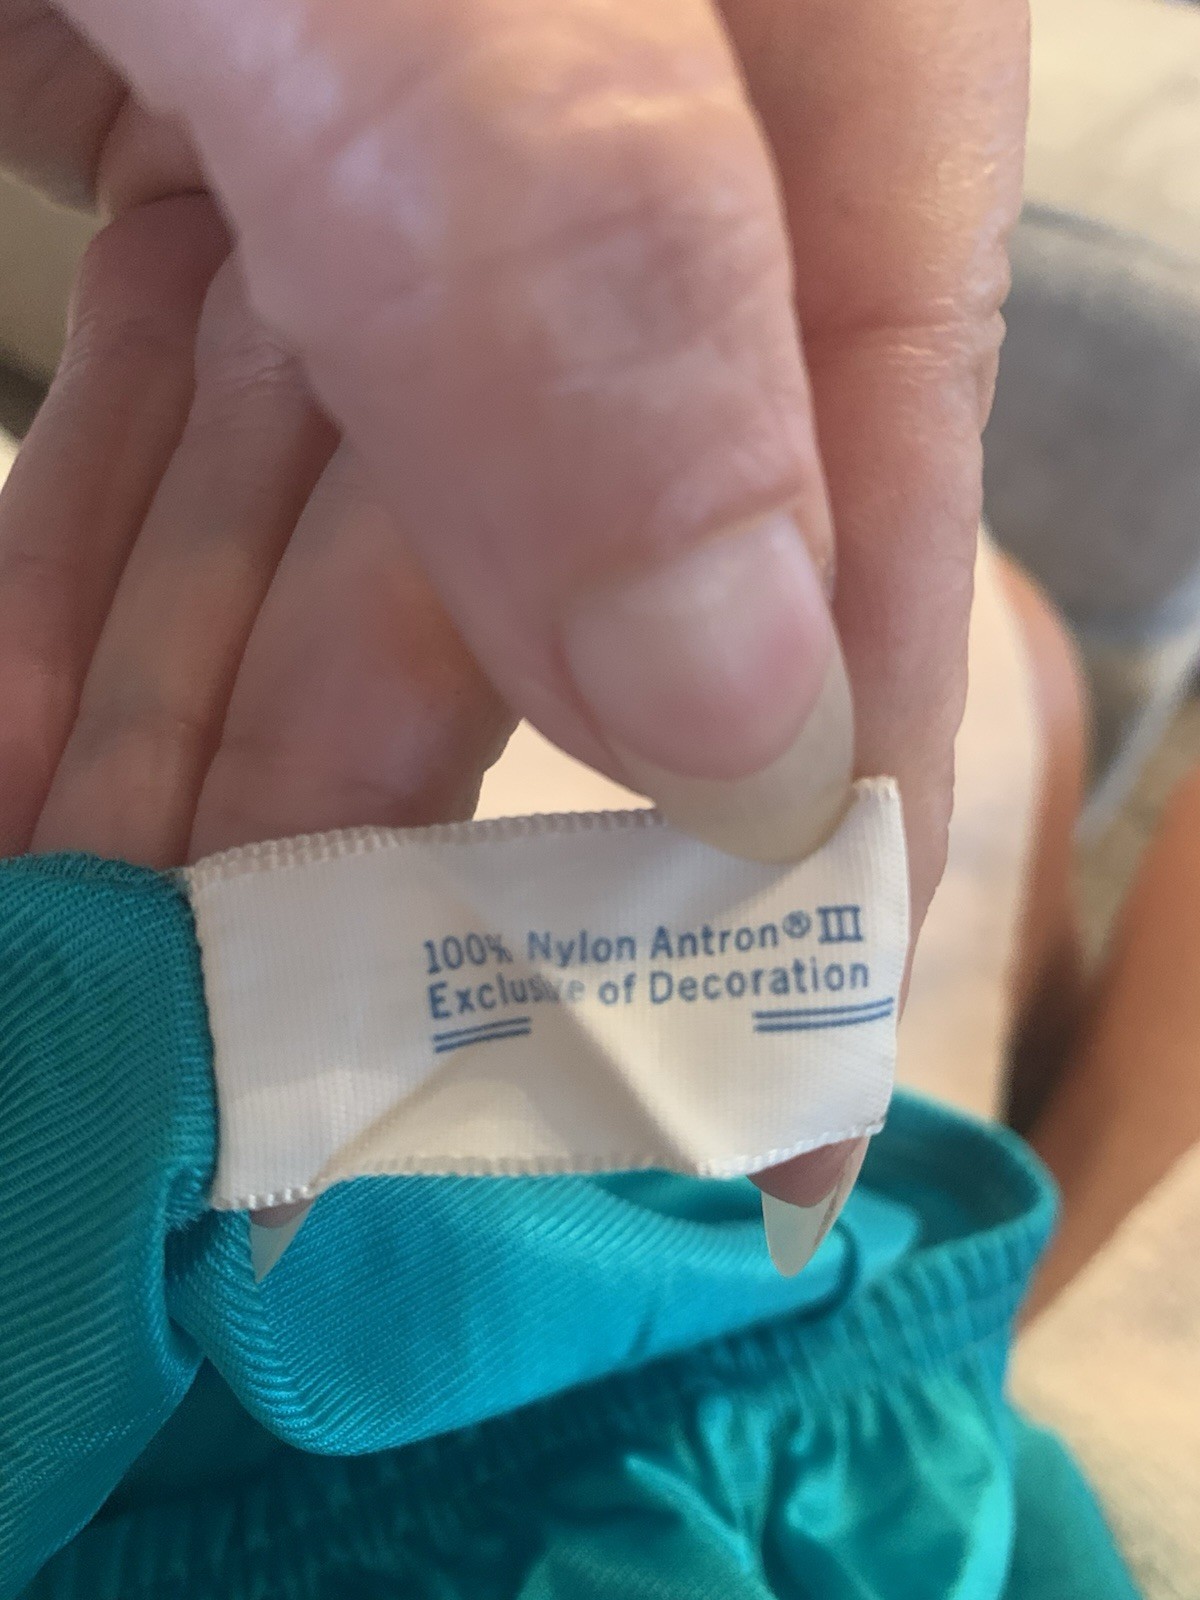 100% Nylon Antron® III
Exclusive of Decoration